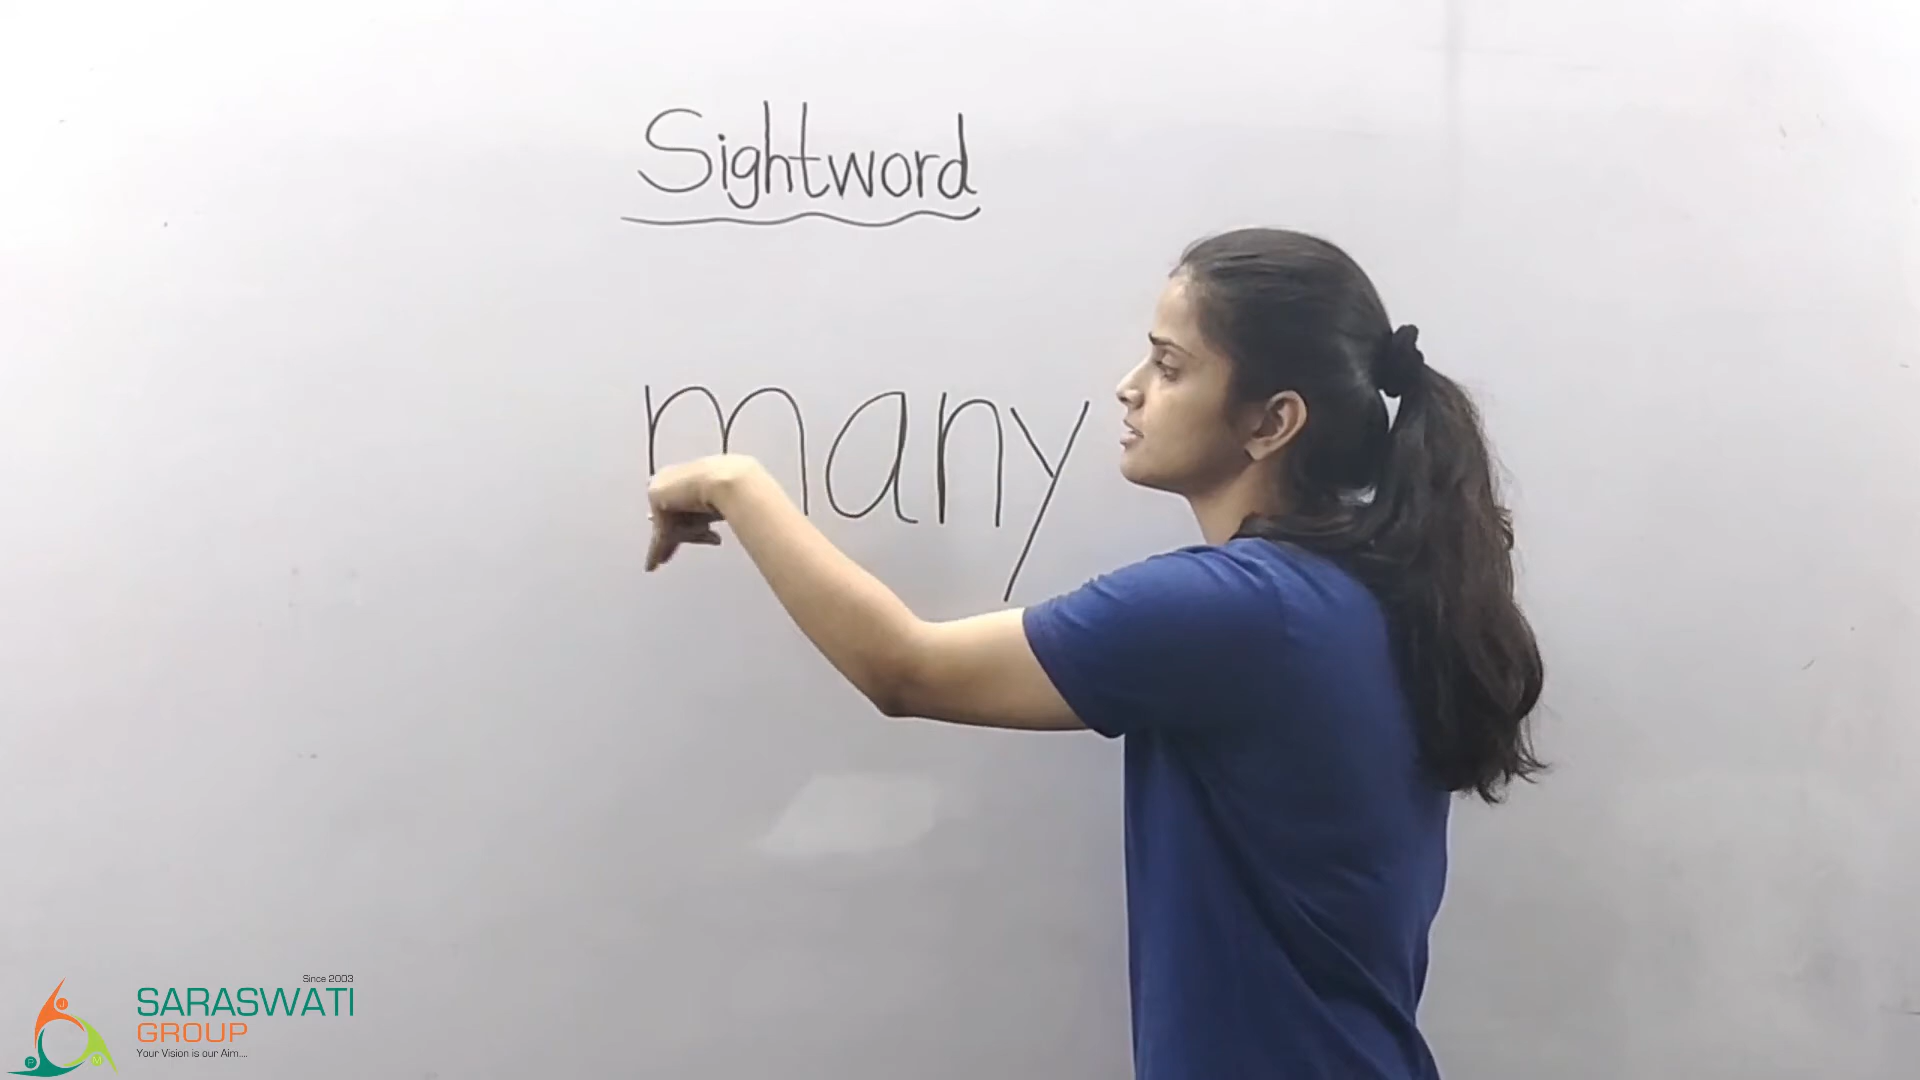 Sightword
many
Since 2003
SARASWATI
GROUP
Your Vision is our Aim....